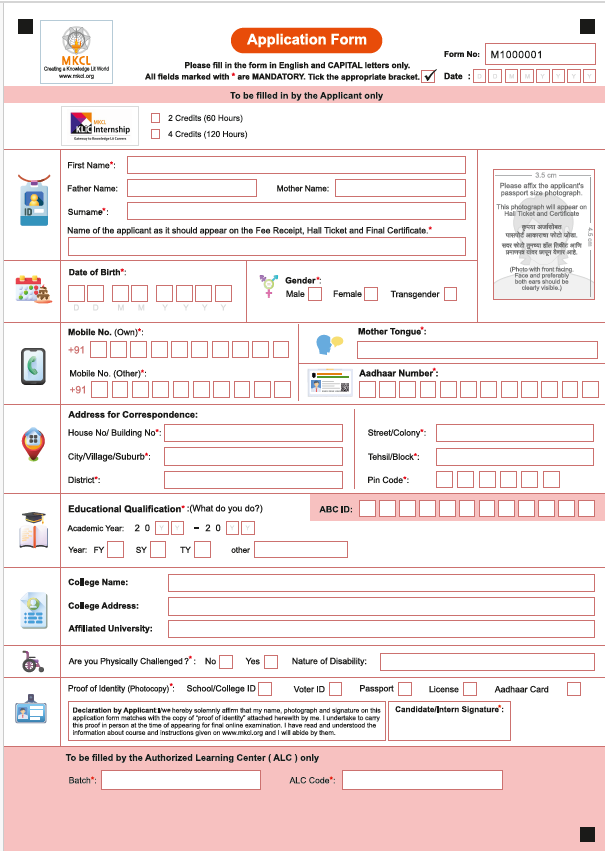 MKCL
Creating a Knowledge Lit World
www.mkcl.org
Application Form
Please fill in the form in English and CAPITAL letters only.
All fields marked with * are MANDATORY. Tick the appropriate bracket. ✓
Form No: M1000001
Date : D D M M Y Y Y Y
To be filled in by the Applicant only
MKCL
KLiC Internship
Gateway to Knowledge Lit Careers
2 Credits (60 Hours)
4 Credits (120 Hours)
First Name*:
Father Name: Mother Name:
Surname*:
Name of the applicant as it should appear on the Fee Receipt, Hall Ticket and Final Certificate.*
3.5 cm
4.5 cm
Please affix the applicant's
passport size photograph.
This photograph will appear on
Hall Ticket and Certificate
कृपया अर्जासोबत
पासपोर्ट आकाराचा फोटो जोडा.
सदर फोटो तुमच्या हॉल तिकीट आणि
प्रमाणपत्र यावर छापून येणार आहे.
(Photo with front facing.
Face and preferably
both ears should be
clearly visible.)
ID
Date of Birth*:
D D M M Y Y Y Y
Gender*:
Male Female Transgender
Mobile No. (Own)*:
+91
Mobile No. (Other)*:
+91
Mother Tongue*:
Aadhaar Number*:
Address for Correspondence:
House No/ Building No*: Street/Colony*:
City/Village/Suburb*: Tehsil/Block*:
District*: Pin Code*:
Educational Qualification* :(What do you do?) ABC ID:
Academic Year: 2 0 Y Y – 2 0 Y Y
Year: FY SY TY other
College Name:
College Address:
Affiliated University:
Are you Physically Challenged?* : No Yes Nature of Disability:
Proof of Identity (Photocopy)*: School/College ID Voter ID Passport License Aadhaar Card
Declaration by Applicant:I/we hereby solemnly affirm that my name, photograph and signature on this
application form matches with the copy of "proof of identity" attached herewith by me. I undertake to carry
this proof in person at the time of appearing for final online examination. I have read and understood the
information about course and instructions given on www.mkcl.org and I will abide by them.
Candidate/Intern Signature*:
To be filled by the Authorized Learning Center ( ALC ) only
Batch*: ALC Code*: